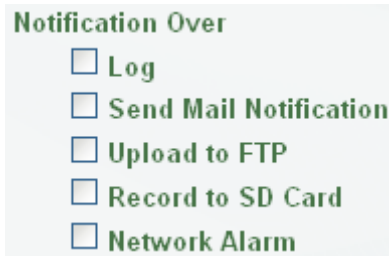 Notification Over
Log
Send Mail Notification
Upload to FTP
Record to SD Card
Network Alarm